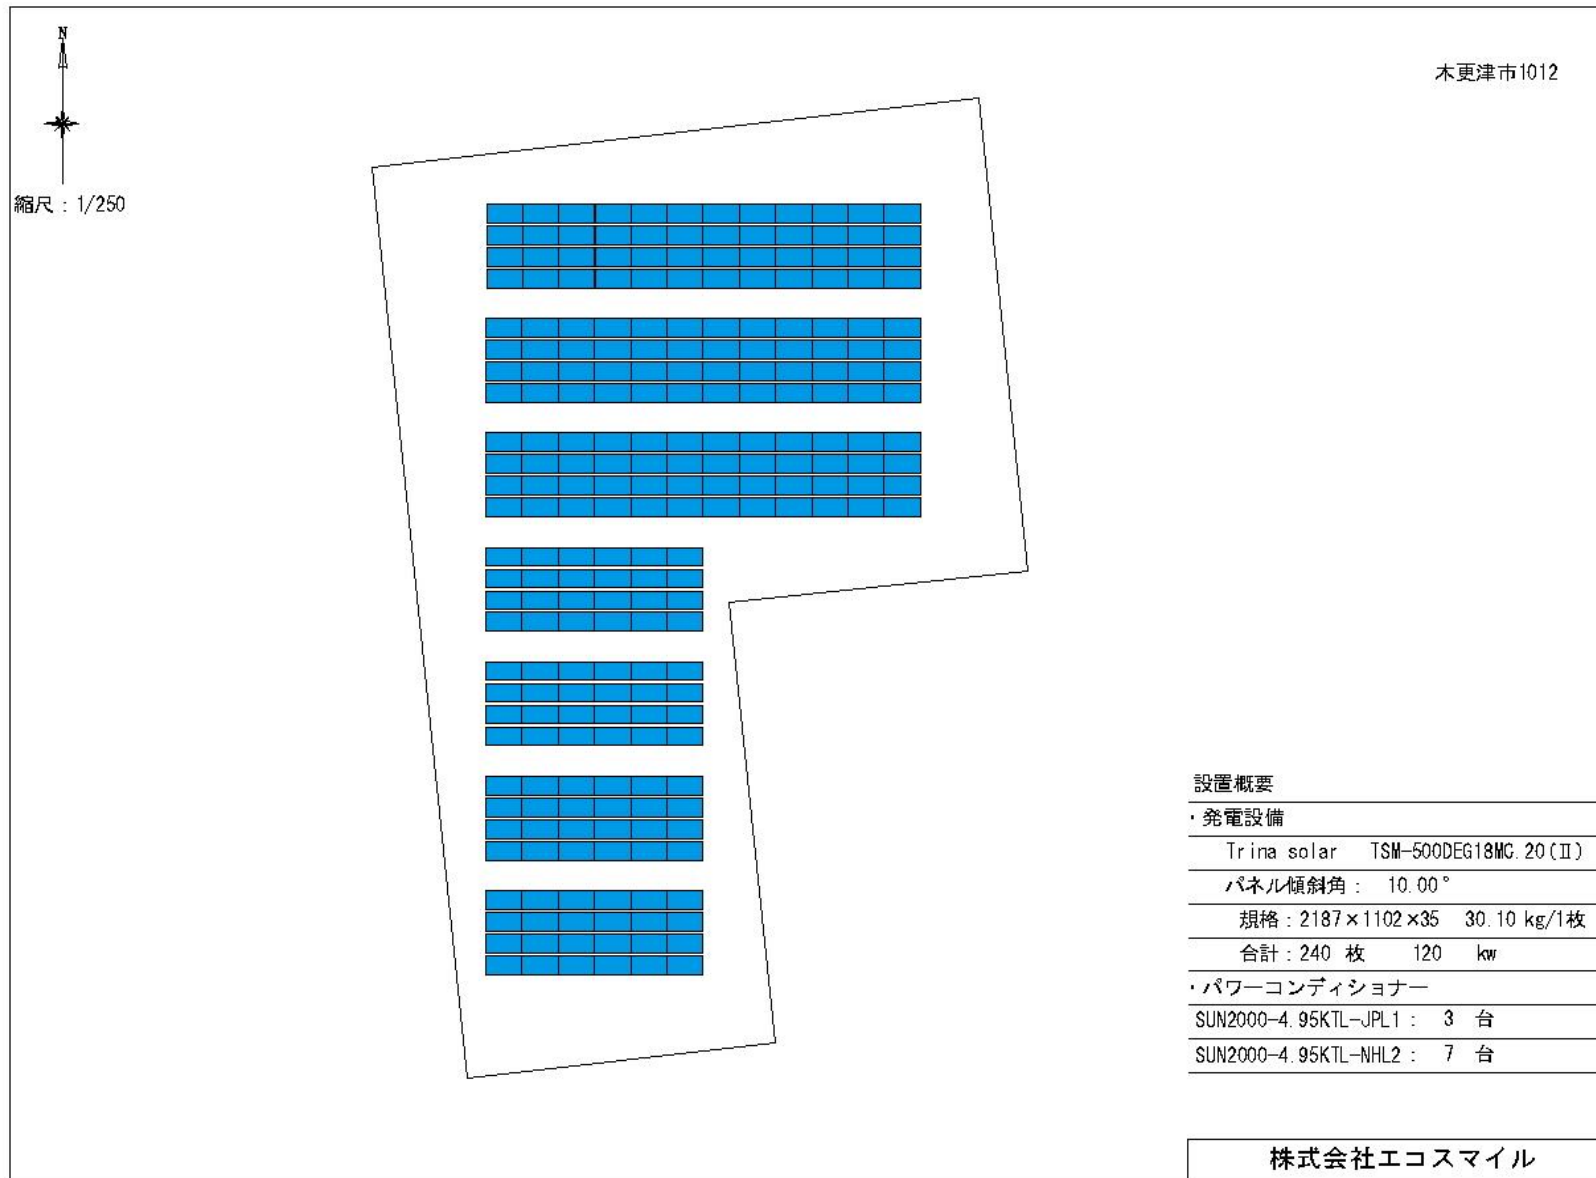 N
木更津市1012
縮尺：1/250
設置概要
・発電設備
Trina solar TSM-500DEG18MC.20(Ⅱ)
パネル傾斜角： 10.00°
規格：2187×1102×35 30.10 kg/1枚
合計：240 枚 120 kw
・パワーコンディショナー
SUN2000-4.95KTL-JPL1： 3 台
SUN2000-4.95KTL-NHL2： 7 台
株式会社エコスマイル